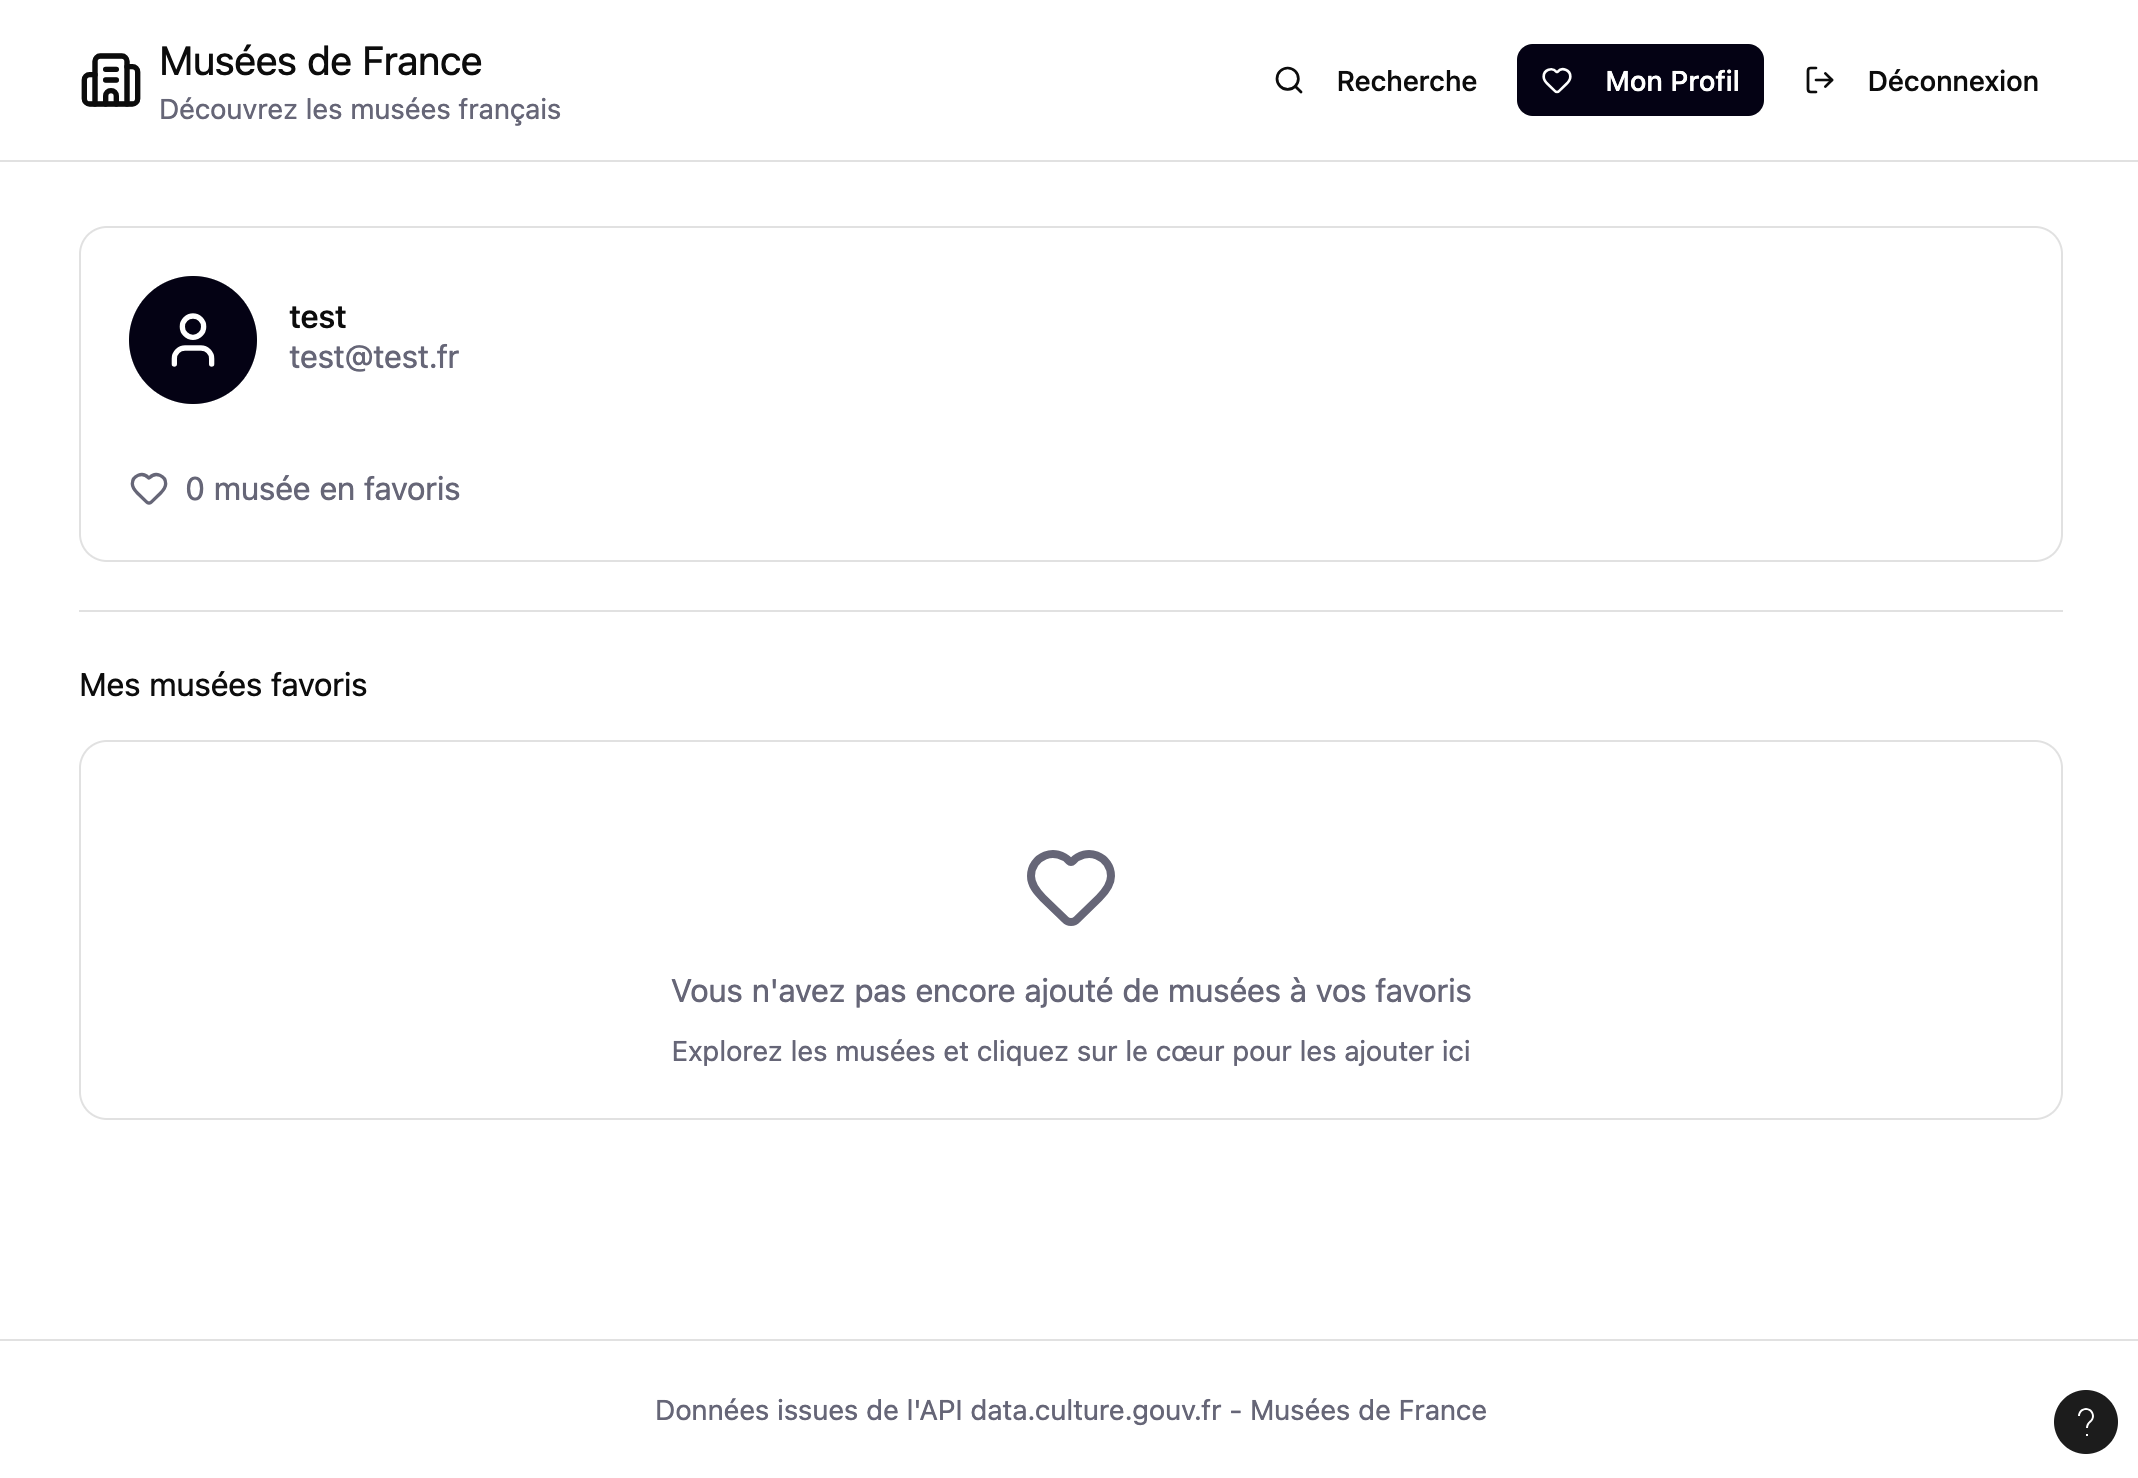 Musées de France
Découvrez les musées français
Recherche
Mon Profil
Déconnexion
test
test@test.fr
0 musée en favoris
Mes musées favoris
Vous n'avez pas encore ajouté de musées à vos favoris
Explorez les musées et cliquez sur le cœur pour les ajouter ici
Données issues de l'API data.culture.gouv.fr - Musées de France
?